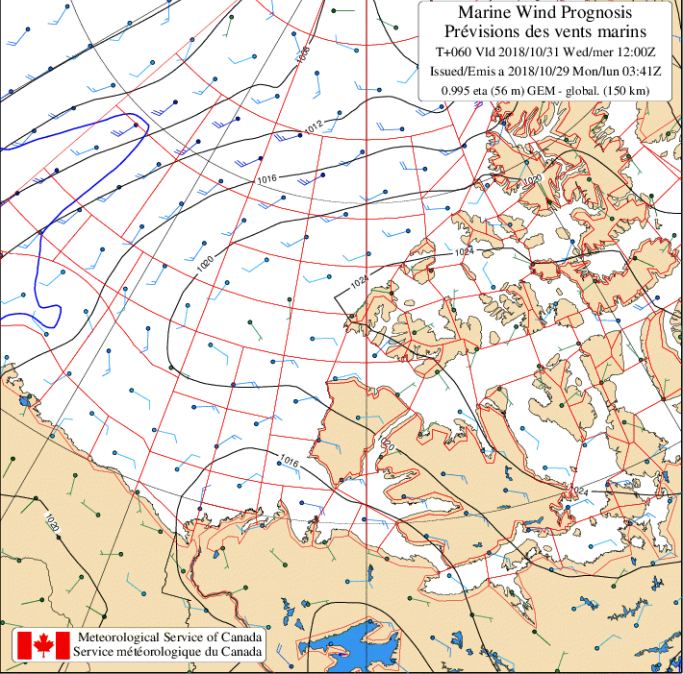 Marine Wind Prognosis
Prévisions des vents marins
T+060 Vld 2018/10/31 Wed/mer 12:00Z
Issued/Emis a 2018/10/29 Mon/lun 03:41Z
0.995 eta (56 m) GEM - global. (150 km)
1008
1012
1016
1020
1020
1024
1024
1020
1016
1024
1020
Meteorological Service of Canada
Service météorologique du Canada